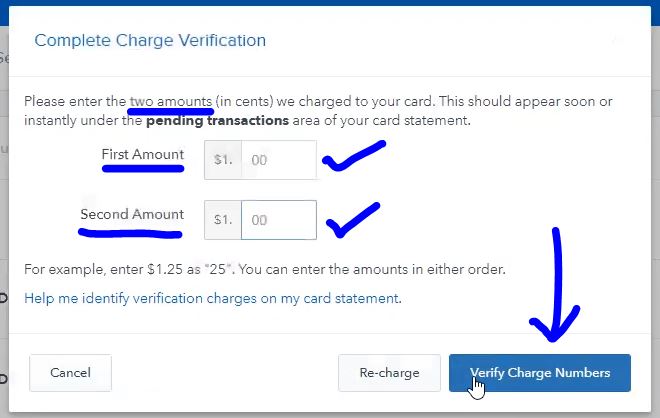 Se
Complete Charge Verification
Please enter the two amounts (in cents) we charged to your card. This should appear soon or
instantly under the pending transactions area of your card statement.
First Amount $1. 00
Second Amount $1. 00
For example, enter $1.25 as "25". You can enter the amounts in either order.
Help me identify verification charges on my card statement.
Cancel Re-charge Verify Charge Numbers